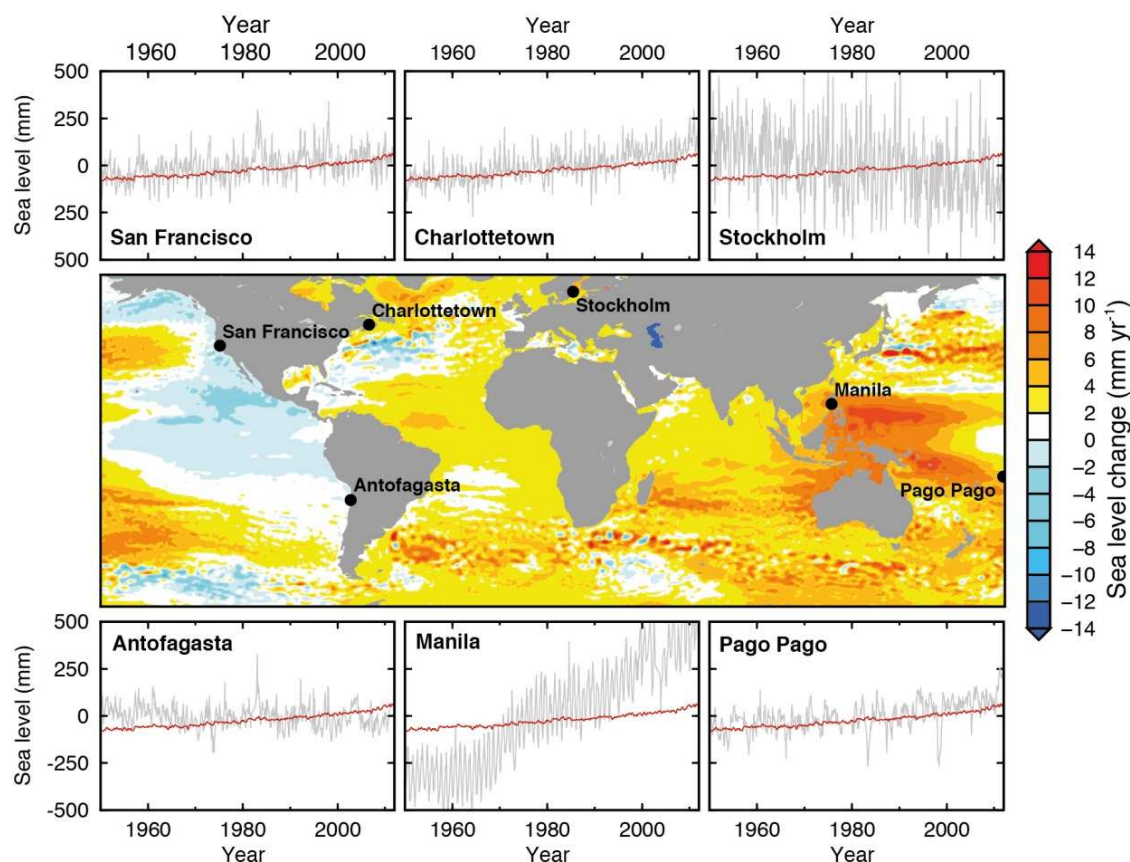 Year Year Year
1960 1980 2000 1960 1980 2000 1960 1980 2000
500
250
0
250
500
Sea level (mm)
San Francisco Charlottetown Stockholm
Stockholm
Charlottetown
San Francisco
Manila
Antofagasta
Pago Pago
14
12
10
8
6
4
2
0
−2
−4
−6
−8
−10
−12
−14
Sea level change (mm yr-1)
500
250
0
-250
-500
Sea level (mm)
Antofagasta Manila Pago Pago
1960 1980 2000 1960 1980 2000 1960 1980 2000
Year Year Year